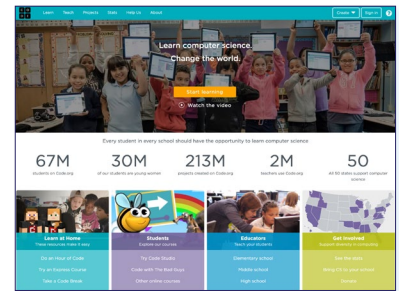 Learn Teach Projects Stats Help Us About
Create Sign in ?
Learn computer science.
Change the world.
Start learning
Watch the video
Every student in every school should have the opportunity to learn computer science
67M 30M 213M 2M 50
students on Code.org of our students are young women projects created on Code.org teachers use Code.org All 50 states support computer
science
Learn at Home Students Educators Get Involved
These resources make it easy Explore our courses Teach your students Support diversity in computing
Do an Hour of Code Try Code Studio Elementary school See the stats
Try an Express Course Code with The Bad Guys Middle school Bring CS to your school
Take a Code Break Other online courses High school Donate